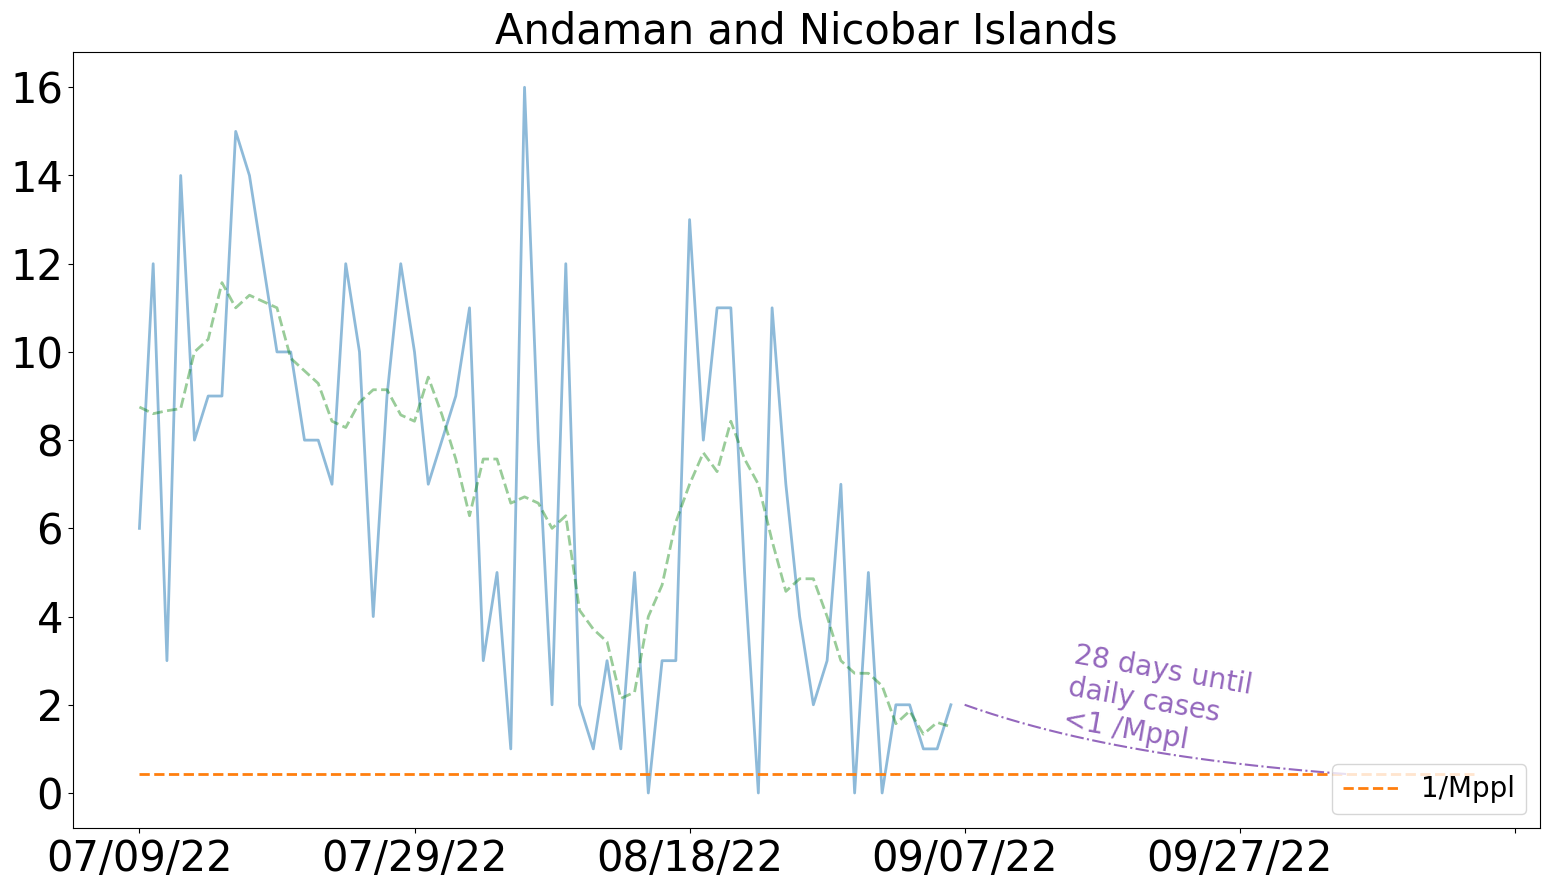 Andaman and Nicobar Islands
16
14
12
10
8
6
4
2
0
28 days until
daily cases
<1 /Mppl
1/Mppl
07/09/22 07/29/22 08/18/22 09/07/22 09/27/22